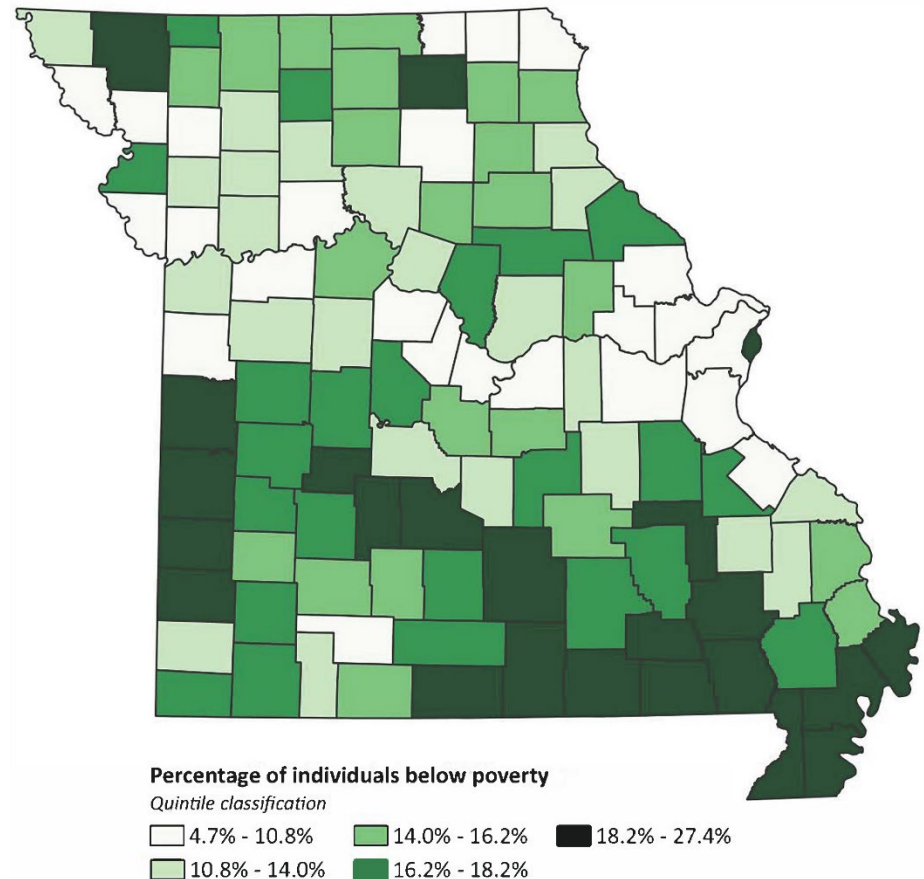 Percentage of individuals below poverty
Quintile classification
4.7% - 10.8% 14.0% - 16.2% 18.2% - 27.4%
10.8% - 14.0% 16.2% - 18.2%